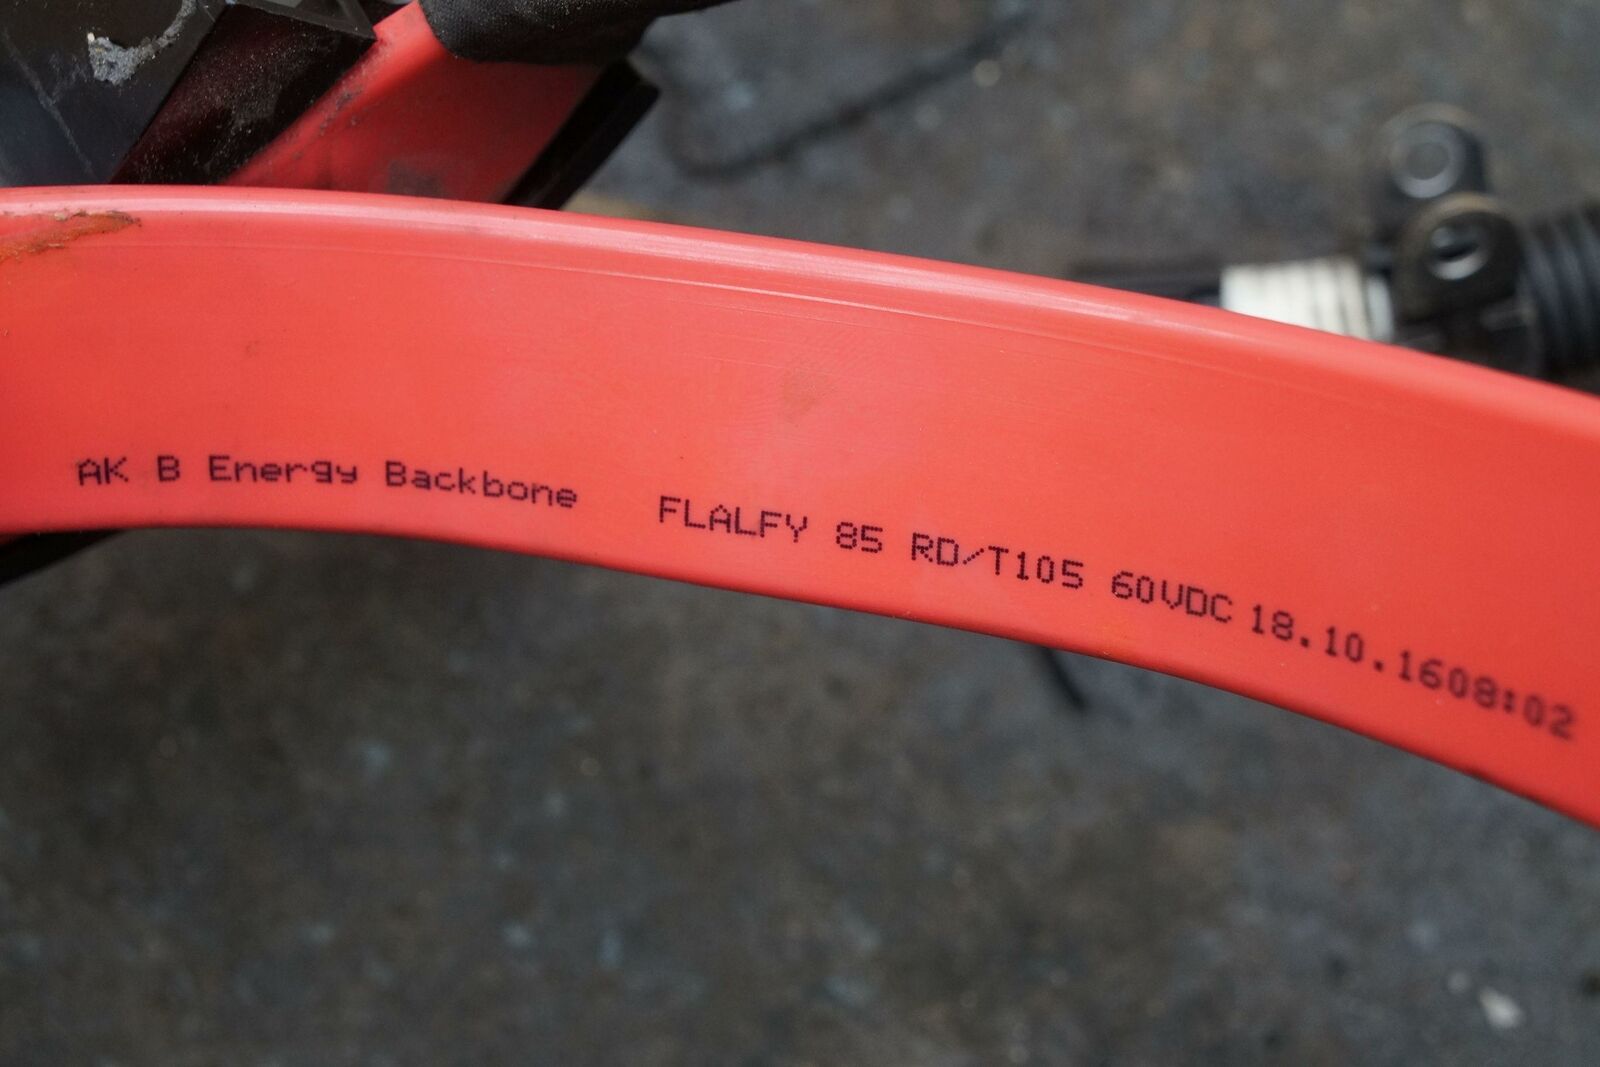 AK B Energy Backbone FLALFY 85 RD/T105 60VDC 18.10.1608:02